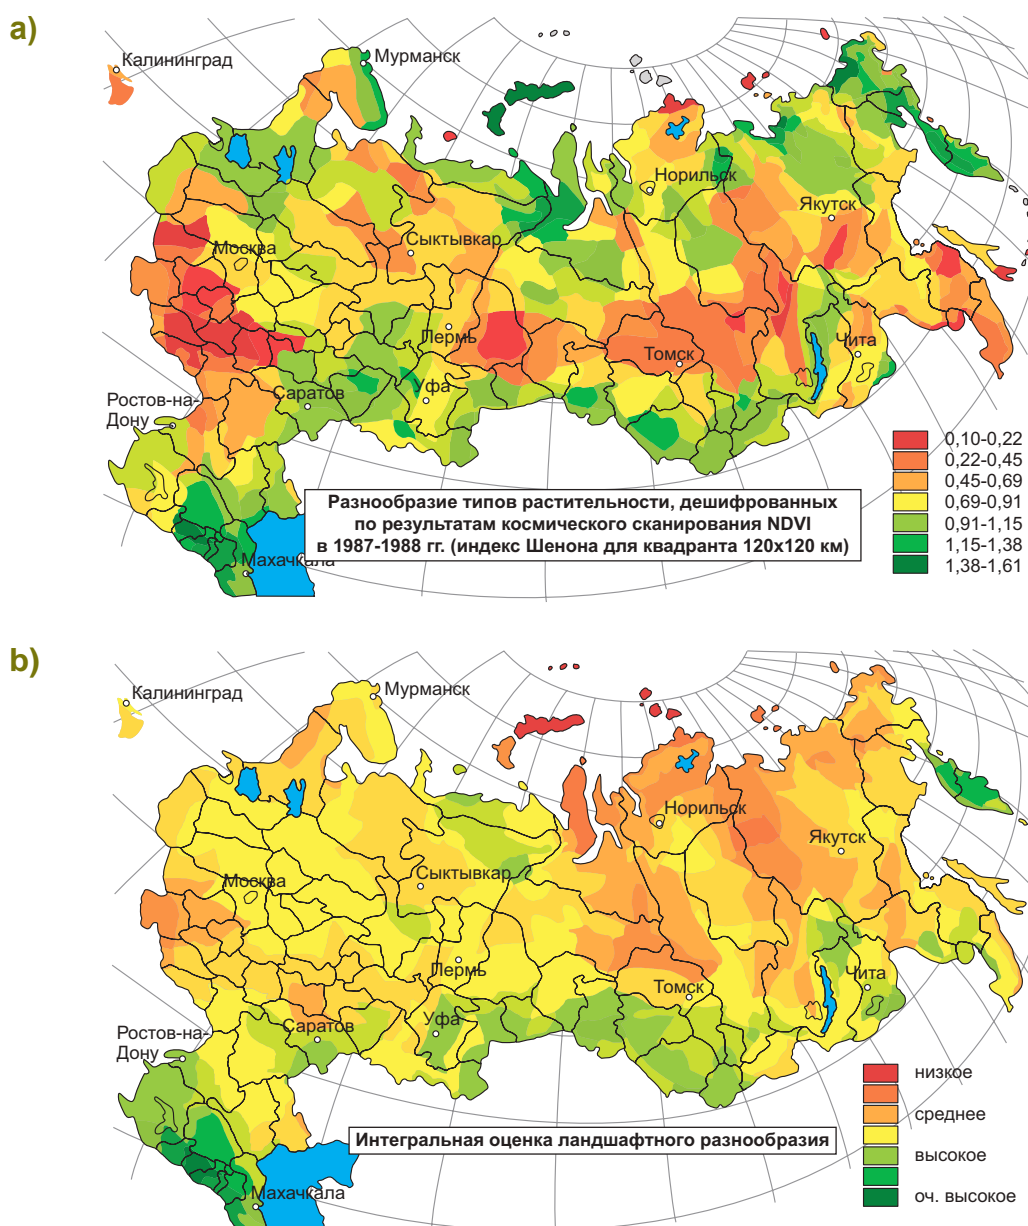 a)
Калининград
Мурманск
Норильск
Якутск
Москва
Сыктывкар
Пермь
Томск
Чита
Уфа
Саратов
Ростов-на-
Дону
Махачкала
0,10-0,22
0,22-0,45
0,45-0,69
0,69-0,91
0,91-1,15
1,15-1,38
1,38-1,61
Разнообразие типов растительности, дешифрованных
по результатам космического сканирования NDVI
в 1987-1988 гг. (индекс Шенона для квадранта 120х120 км)
b)
Калининград
Мурманск
Норильск
Якутск
Москва
Сыктывкар
Пермь
Томск
Чита
Уфа
Саратов
Ростов-на-
Дону
Махачкала
низкое
среднее
высокое
оч. высокое
Интегральная оценка ландшафтного разнообразия